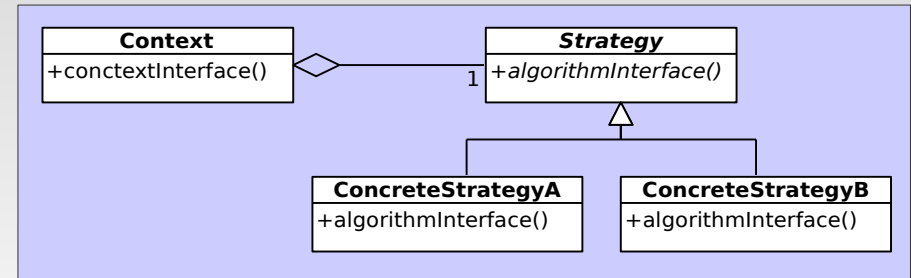 Context
+conctextInterface()
1
Strategy
+algorithmInterface()
ConcreteStrategyA
+algorithmInterface()
ConcreteStrategyB
+algorithmInterface()